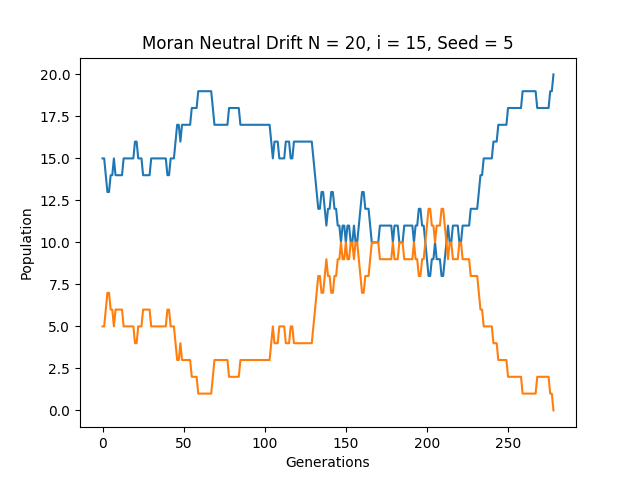 Moran Neutral Drift N = 20, i = 15, Seed = 5
20.0
17.5
15.0
12.5
10.0
7.5
5.0
2.5
0.0
Population
0 50 100 150 200 250
Generations